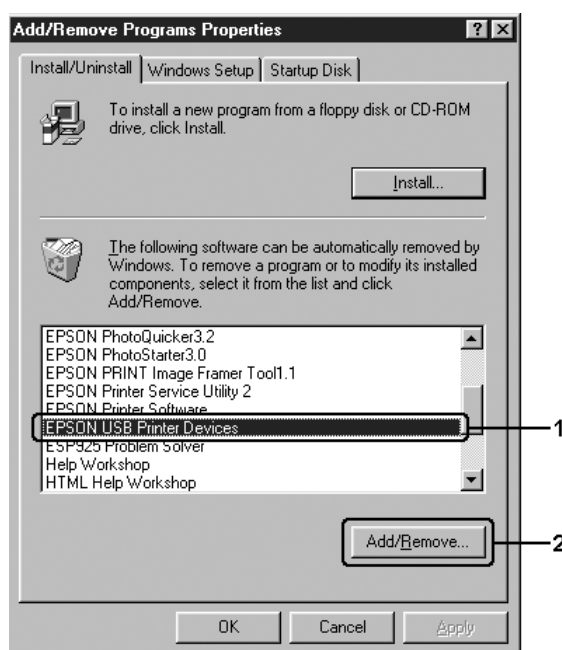 Add/Remove Programs Properties
Install/Uninstall Windows Setup Startup Disk
To install a new program from a floppy disk or CD-ROM
drive, click Install.
Install...
The following software can be automatically removed by
Windows. To remove a program or to modify its installed
components, select it from the list and click
Add/Remove.
EPSON PhotoQuicker3.2
EPSON PhotoStarter3.0
EPSON PRINT Image Framer Tool1.1
EPSON Printer Service Utility 2
EPSON Printer Software
EPSON USB Printer Devices
1
ESP925 Problem Solver
Help Workshop
HTML Help Workshop
Add/Remove...
2
OK Cancel Apply